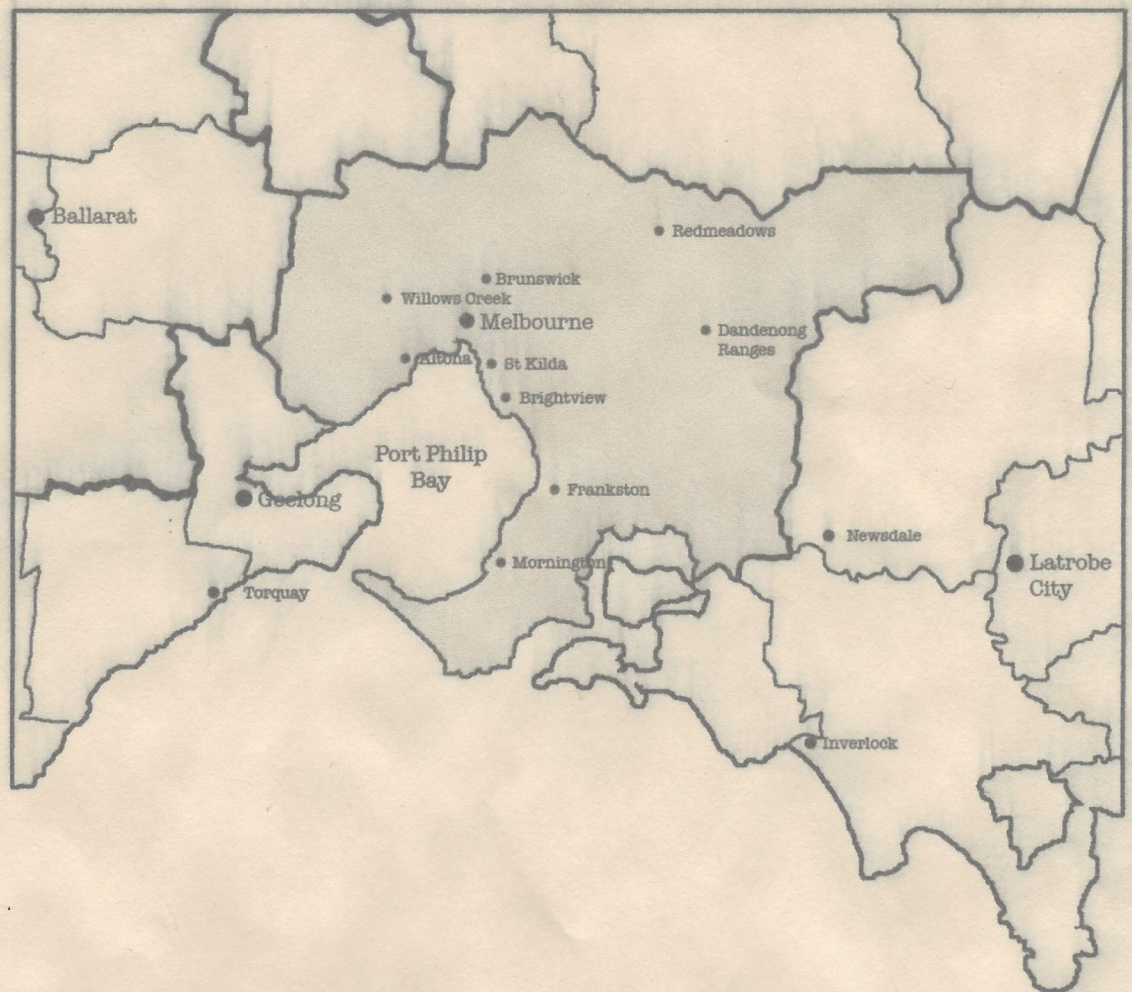 Ballarat
Redmeadows
Brunswick
Willows Creek
Melbourne
Dandenong
Ranges
Altona
St Kilda
Brightview
Port Philip
Bay
Frankston
Geelong
Newsdale
Mornington
Latrobe
City
Torquay
Inverlock